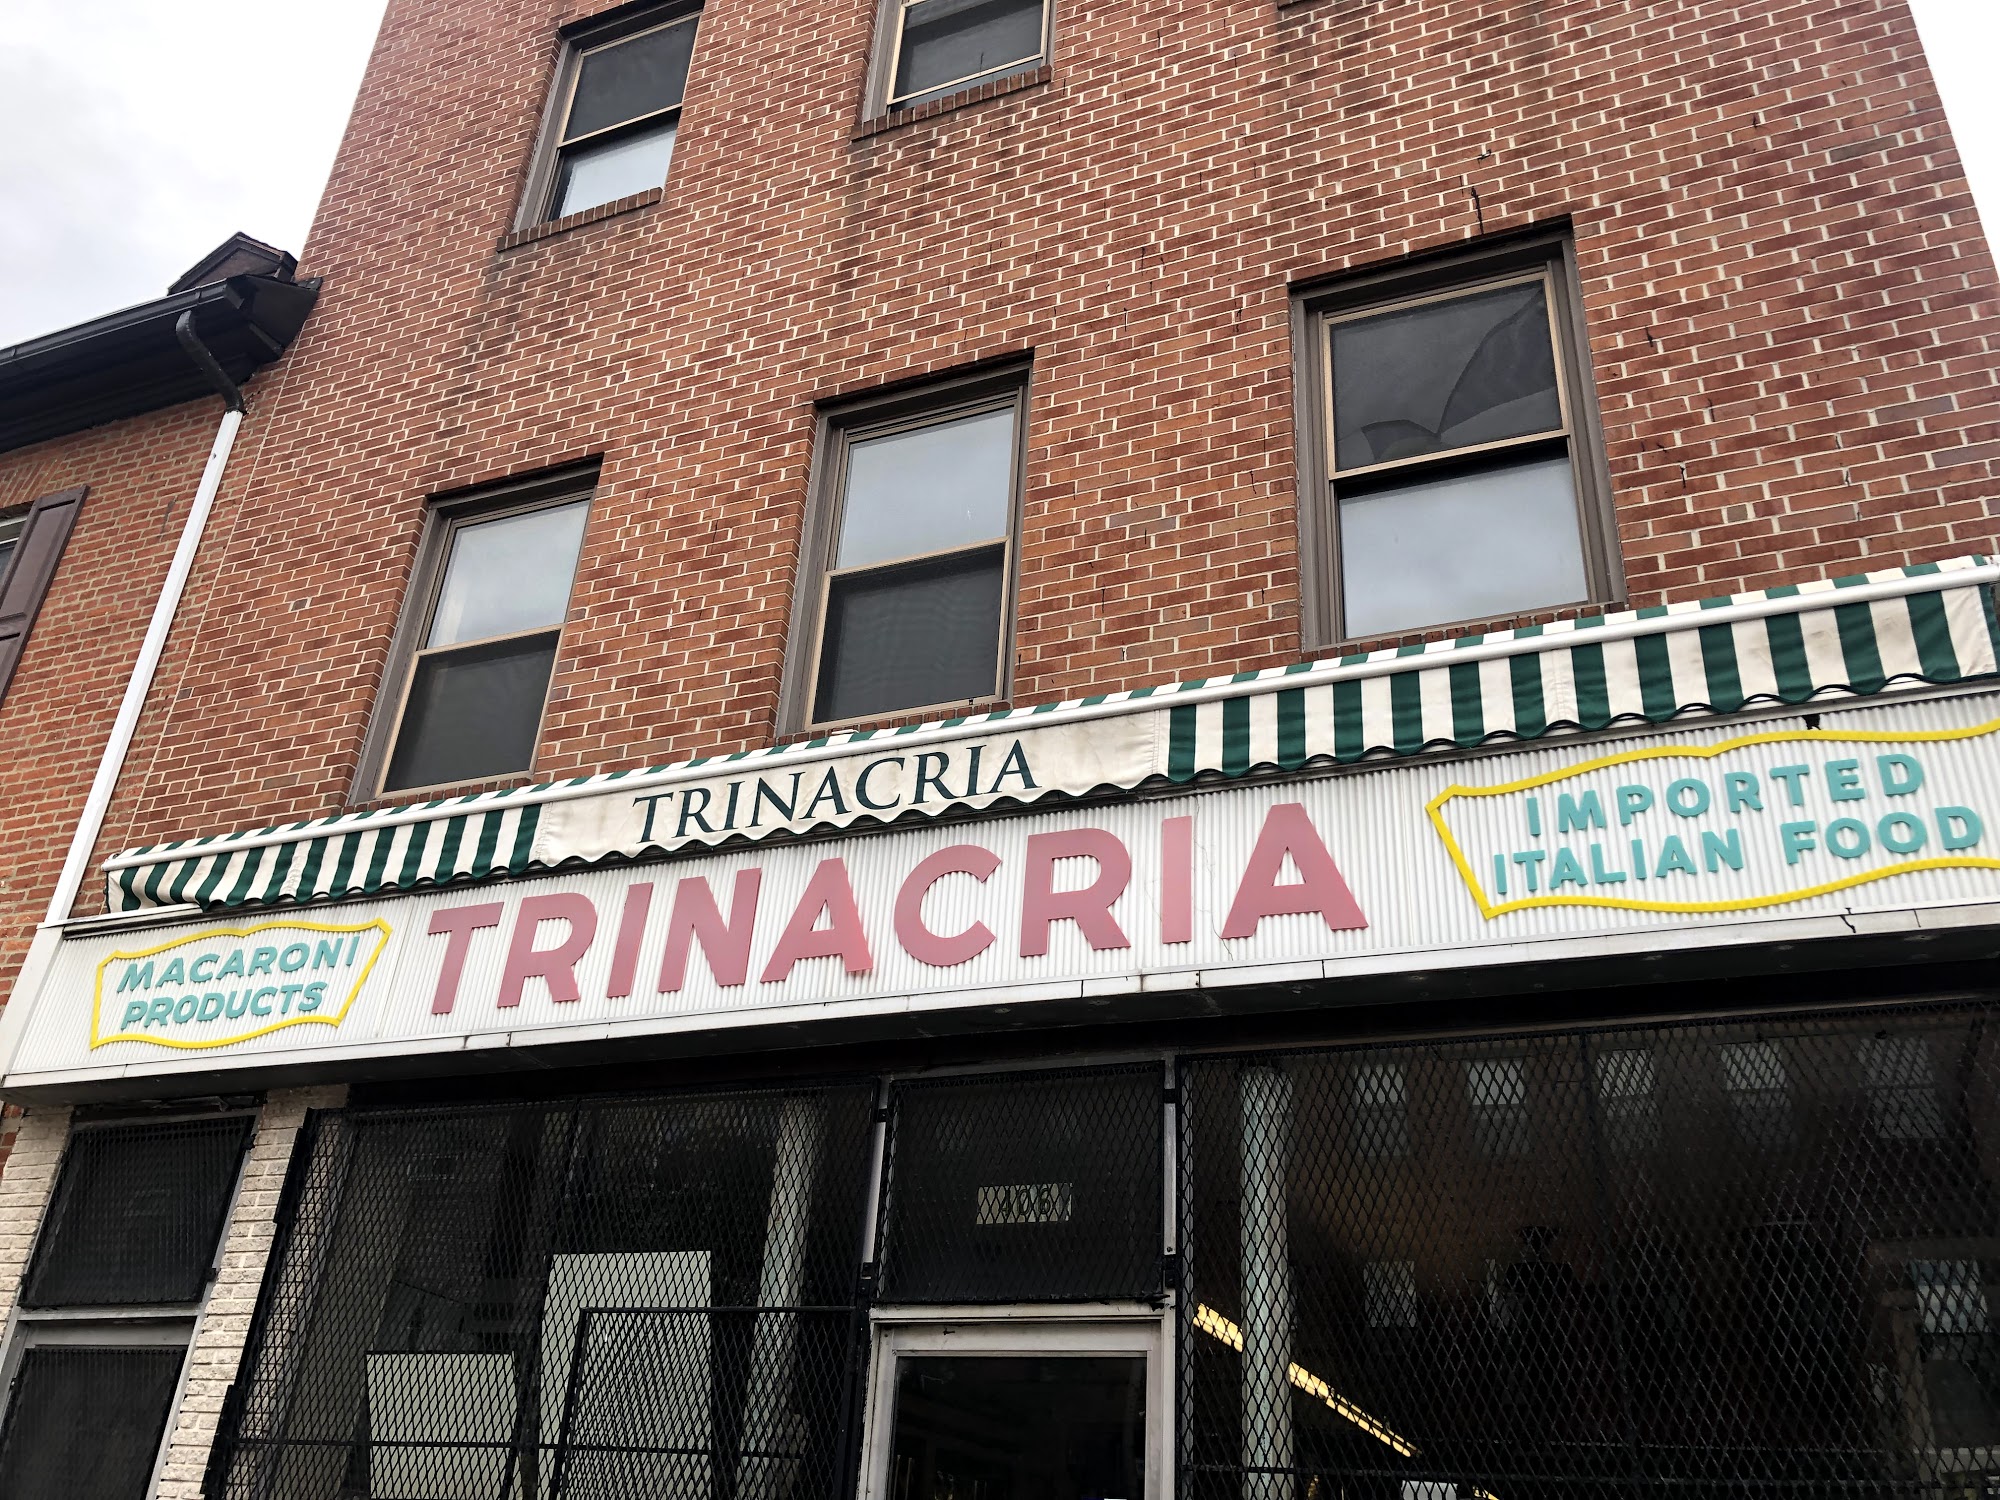 TRINACRIA
MACARONI
PRODUCTS
TRINACRIA
IMPORTED
ITALIAN FOOD
406